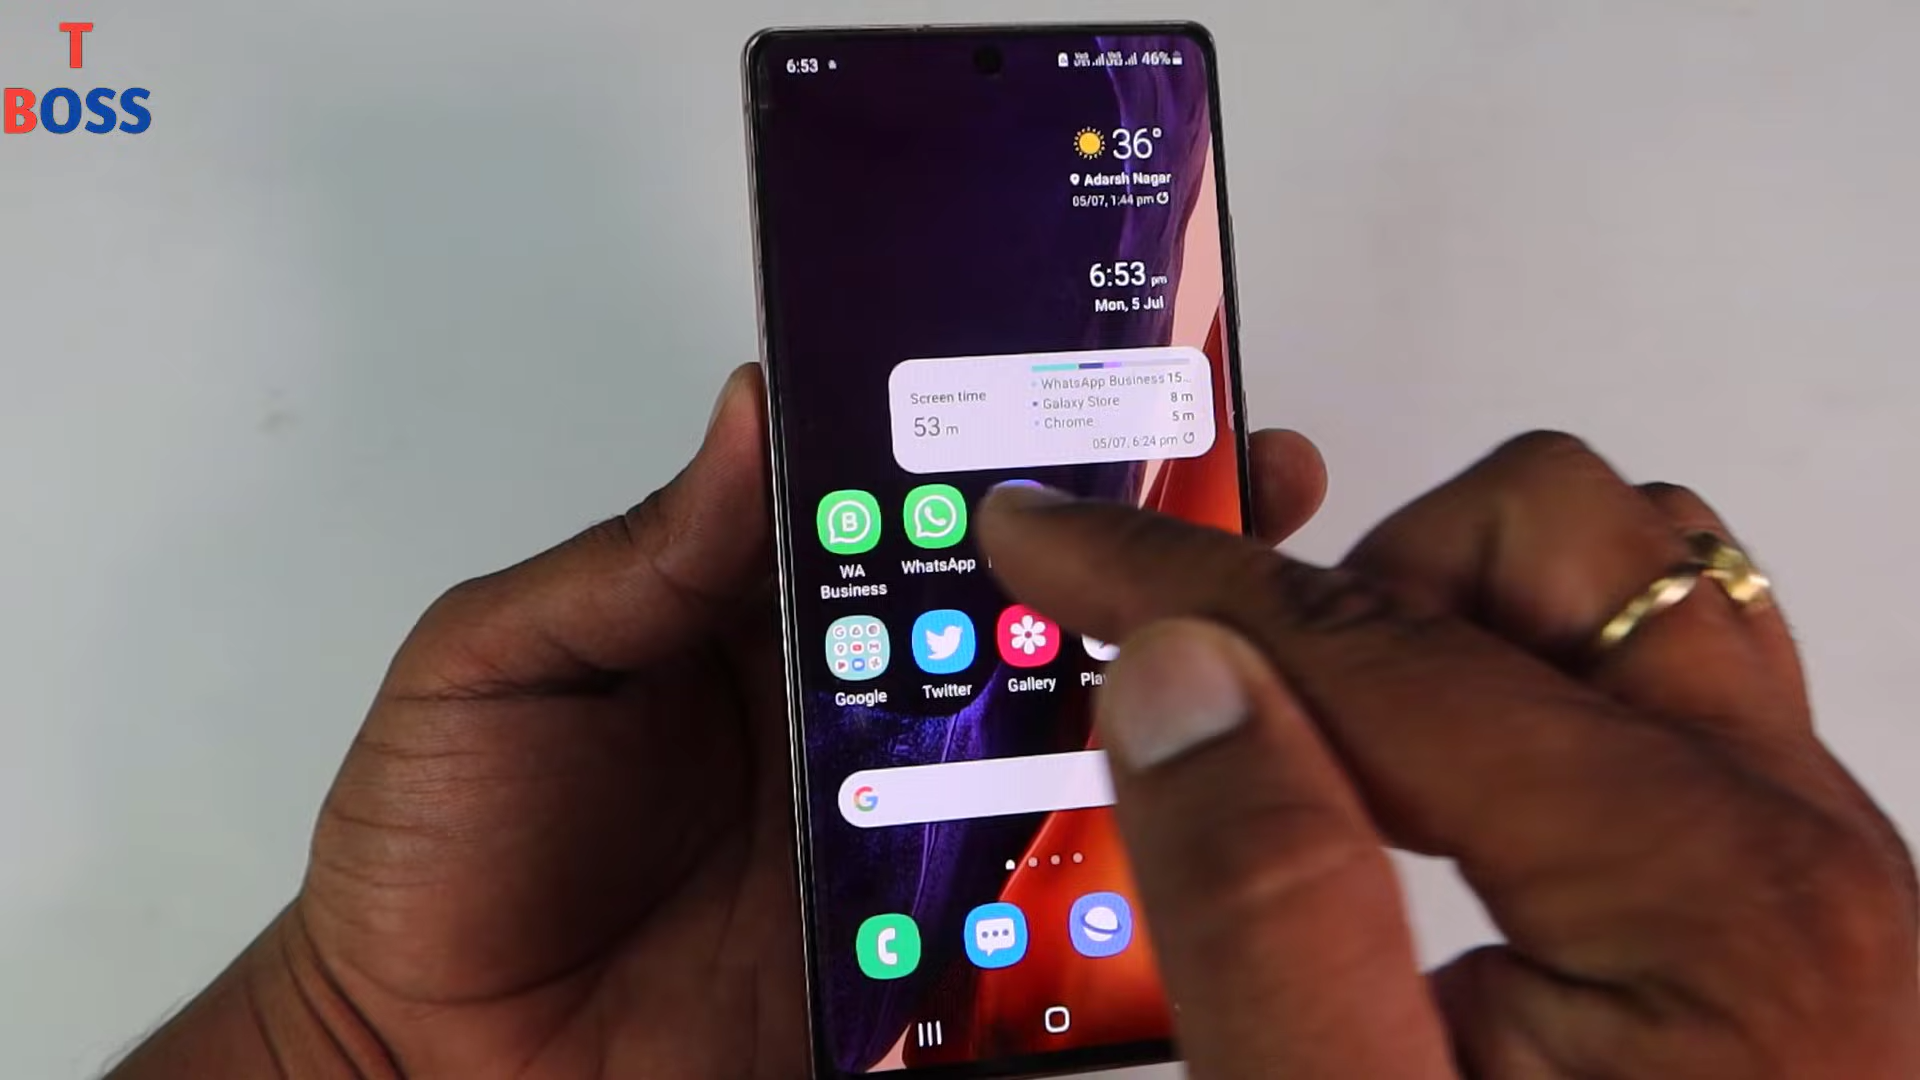 T
BOSS
6:53
46%
36°
Adarsh Nagar
05/07, 1:44 pm
6:53 pm
Mon, 5 Jul
Screen time
53 m
WhatsApp Business 15...
Galaxy Store 8 m
Chrome 5 m
05/07, 6:24 pm
B
WA
Business
WhatsApp
Google
Twitter
Gallery
Pla
G